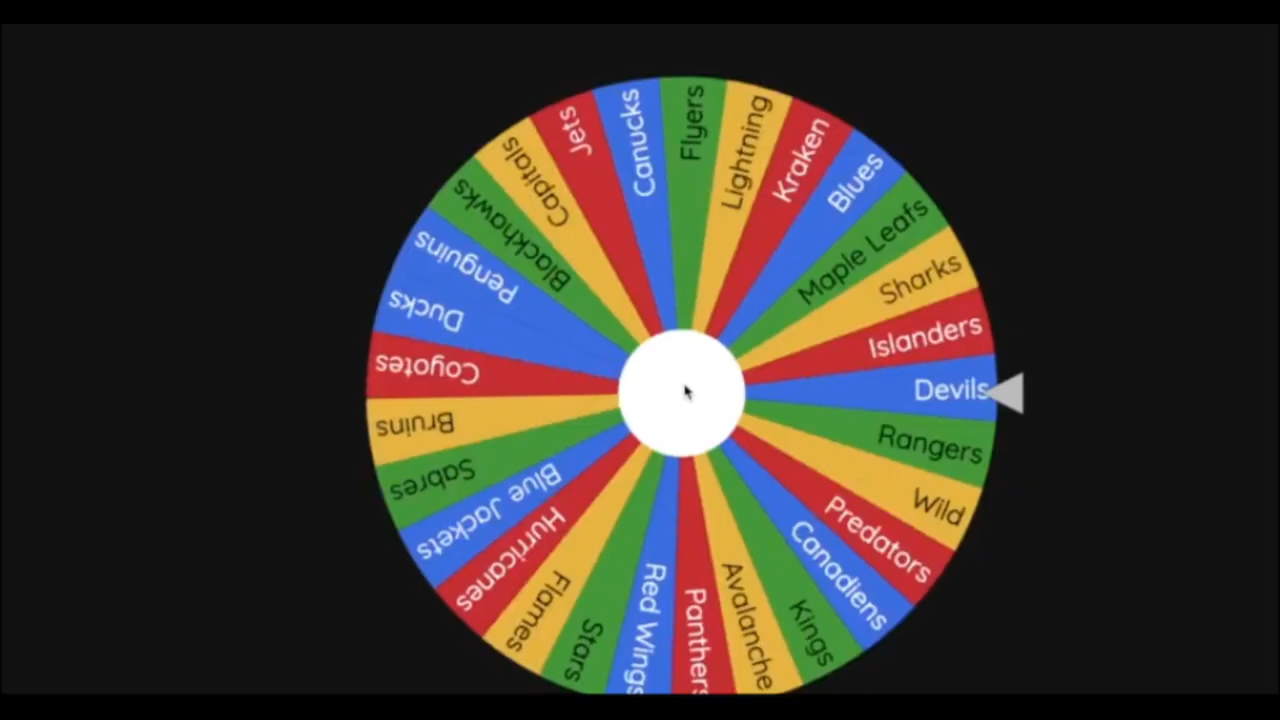 Flyers
Lightning
Kraken
Blues
Maple Leafs
Sharks
Islanders
Devils
Rangers
Wild
Predators
Canadiens
Kings
Avalanche
Panthers
Red Wings
Stars
Flames
Hurricanes
Blue Jackets
Sabres
Bruins
Coyotes
Ducks
Penguins
Blackhawks
Capitals
Jets
Canucks